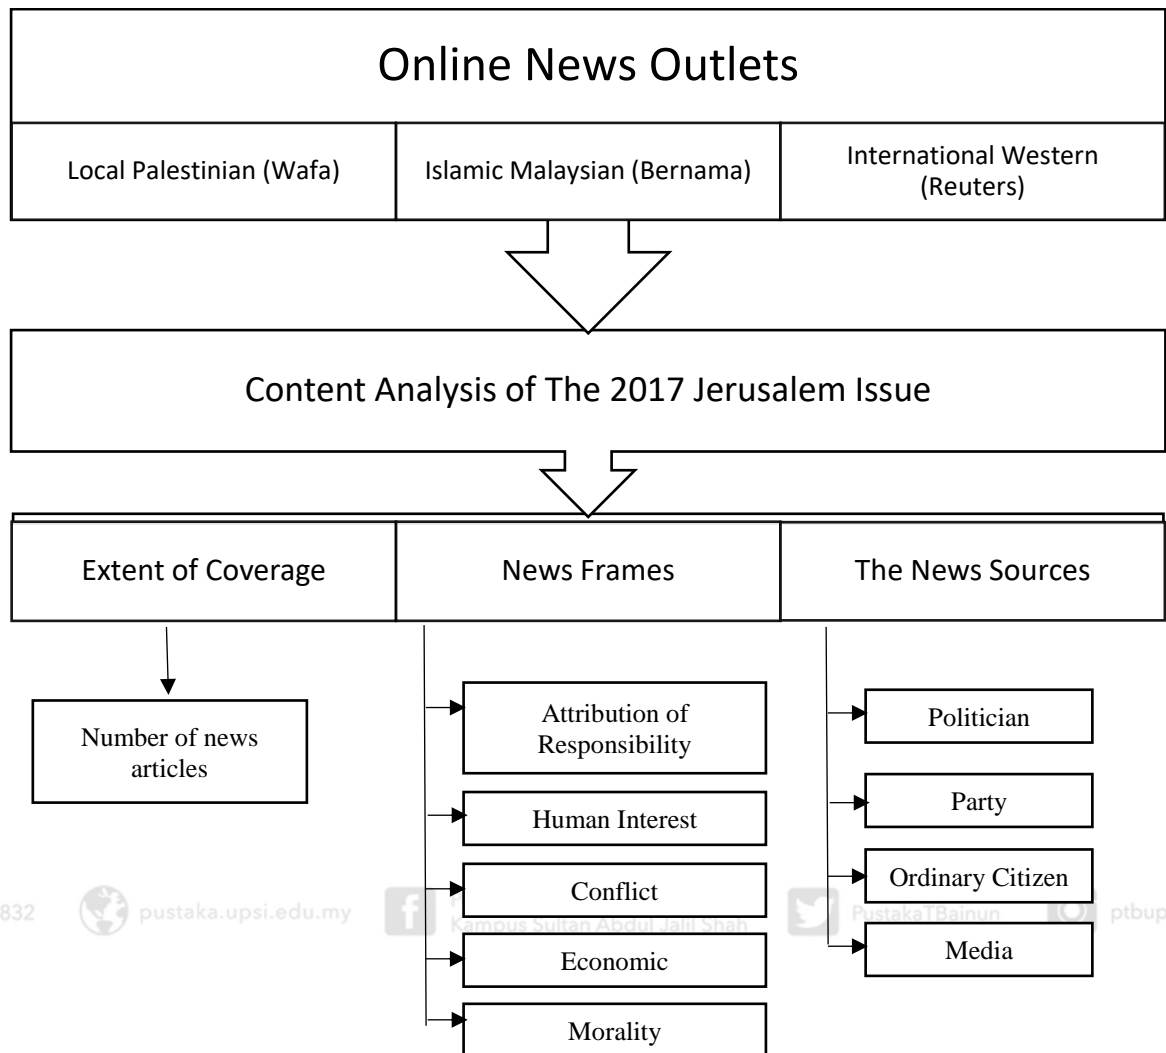 Online News Outlets
Local Palestinian (Wafa)
Islamic Malaysian (Bernama)
International Western
(Reuters)
Content Analysis of The 2017 Jerusalem Issue
Extent of Coverage
News Frames
The News Sources
Number of news
articles
Attribution of
Responsibility
Human Interest
Conflict
Economic
Morality
Politician
Party
Ordinary Citizen
Media
832
pustaka.upsi.edu.my
Kampus Sultan Abdul Jalil Shah
PustakaTBainun
ptbup